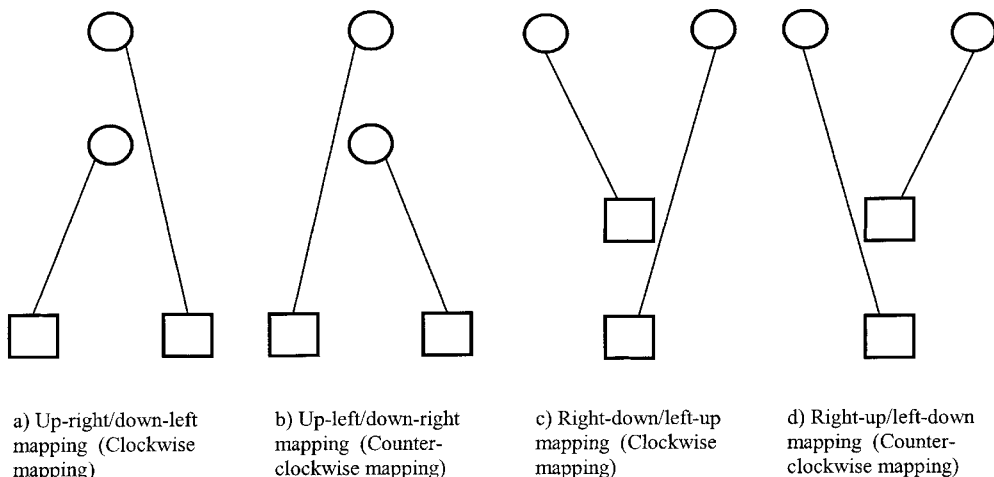 a) Up-right/down-left
mapping (Clockwise
mapping)
b) Up-left/down-right
mapping (Counter-
clockwise mapping)
c) Right-down/left-up
mapping (Clockwise
mapping)
d) Right-up/left-down
mapping (Counter-
clockwise mapping)